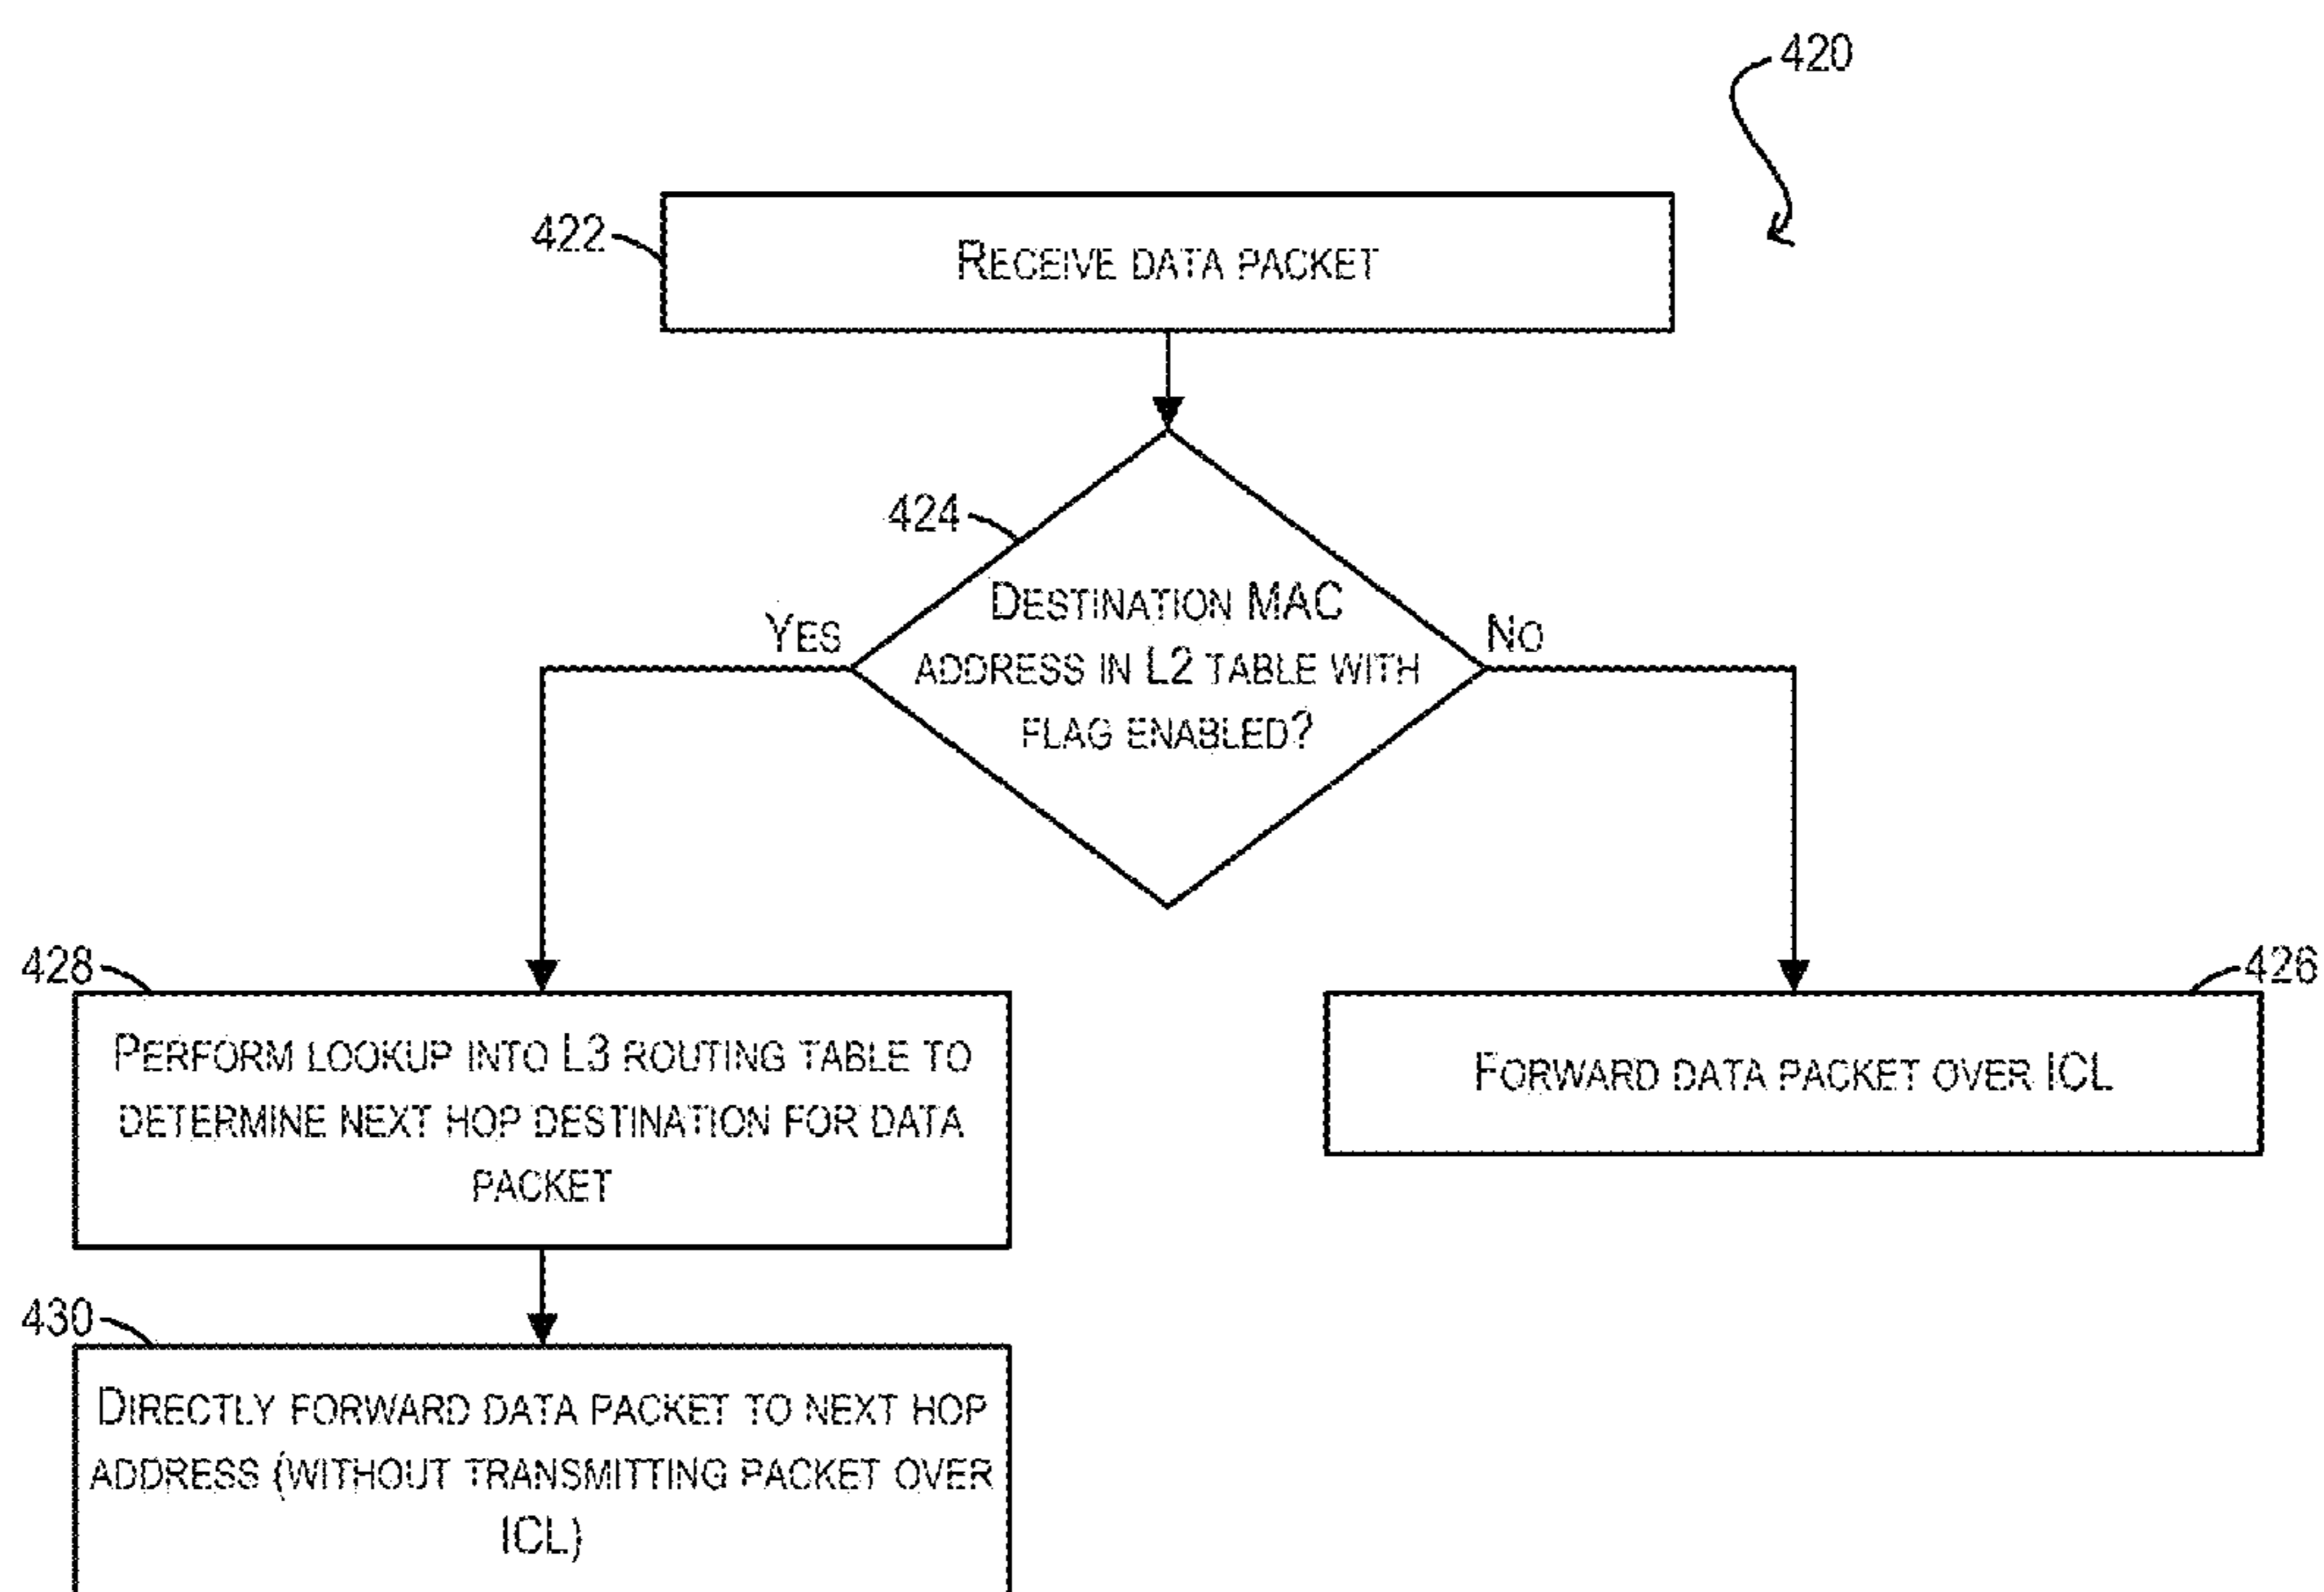 420
422
RECEIVE DATA PACKET
424
DESTINATION MAC
ADDRESS IN L2 TABLE WITH
FLAG ENABLED?
YES
NO
428
PERFORM LOOKUP INTO L3 ROUTING TABLE TO
DETERMINE NEXT HOP DESTINATION FOR DATA
PACKET
426
FORWARD DATA PACKET OVER ICL
430
DIRECTLY FORWARD DATA PACKET TO NEXT HOP
ADDRESS (WITHOUT TRANSMITTING PACKET OVER
ICL)